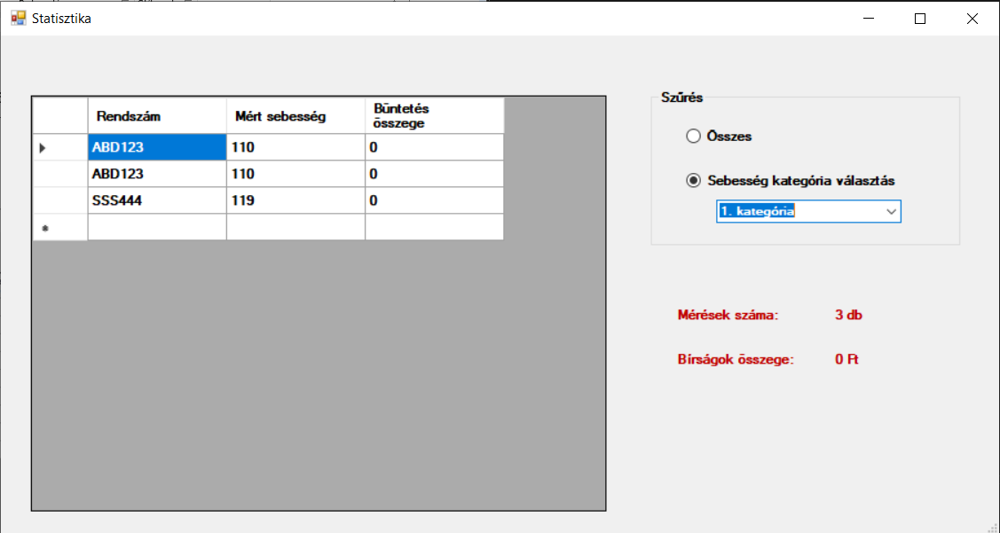 Statisztika
Rendszám Mért sebesség Büntetés összege
ABD123 110 0
ABD123 110 0
SSS444 119 0
Szűrés
Összes
Sebesség kategória választás
1. kategória
Mérések száma: 3 db
Bírságok összege: 0 Ft